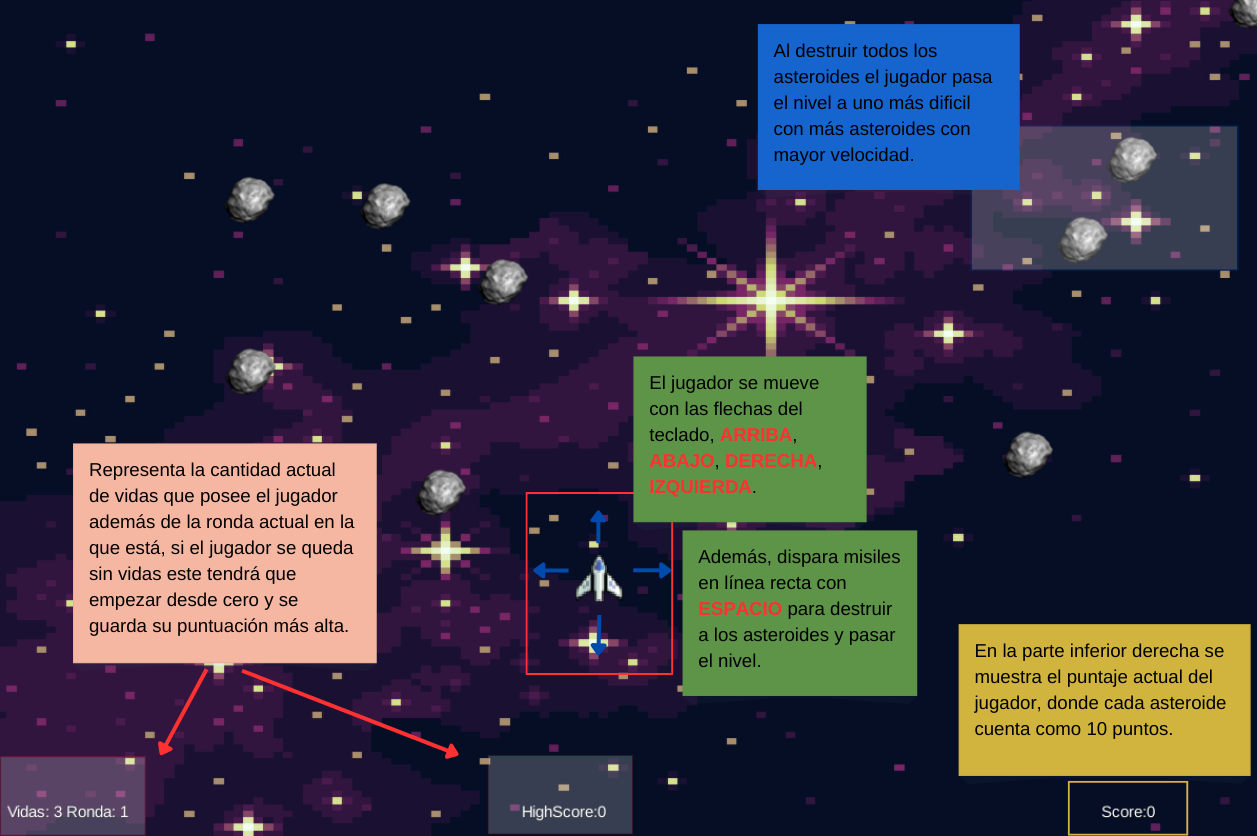 Al destruir todos los
asteroides el jugador pasa
el nivel a uno más dificil
con más asteroides con
mayor velocidad.
El jugador se mueve
con las flechas del
teclado, ARRIBA,
ABAJO, DERECHA,
IZQUIERDA.
Representa la cantidad actual
de vidas que posee el jugador
además de la ronda actual en la
que está, si el jugador se queda
sin vidas este tendrá que
empezar desde cero y se
guarda su puntuación más alta.
Además, dispara misiles
en línea recta con
ESPACIO para destruir
a los asteroides y pasar
el nivel.
En la parte inferior derecha se
muestra el puntaje actual del
jugador, donde cada asteroide
cuenta como 10 puntos.
Vidas: 3 Ronda: 1
HighScore:0
Score:0